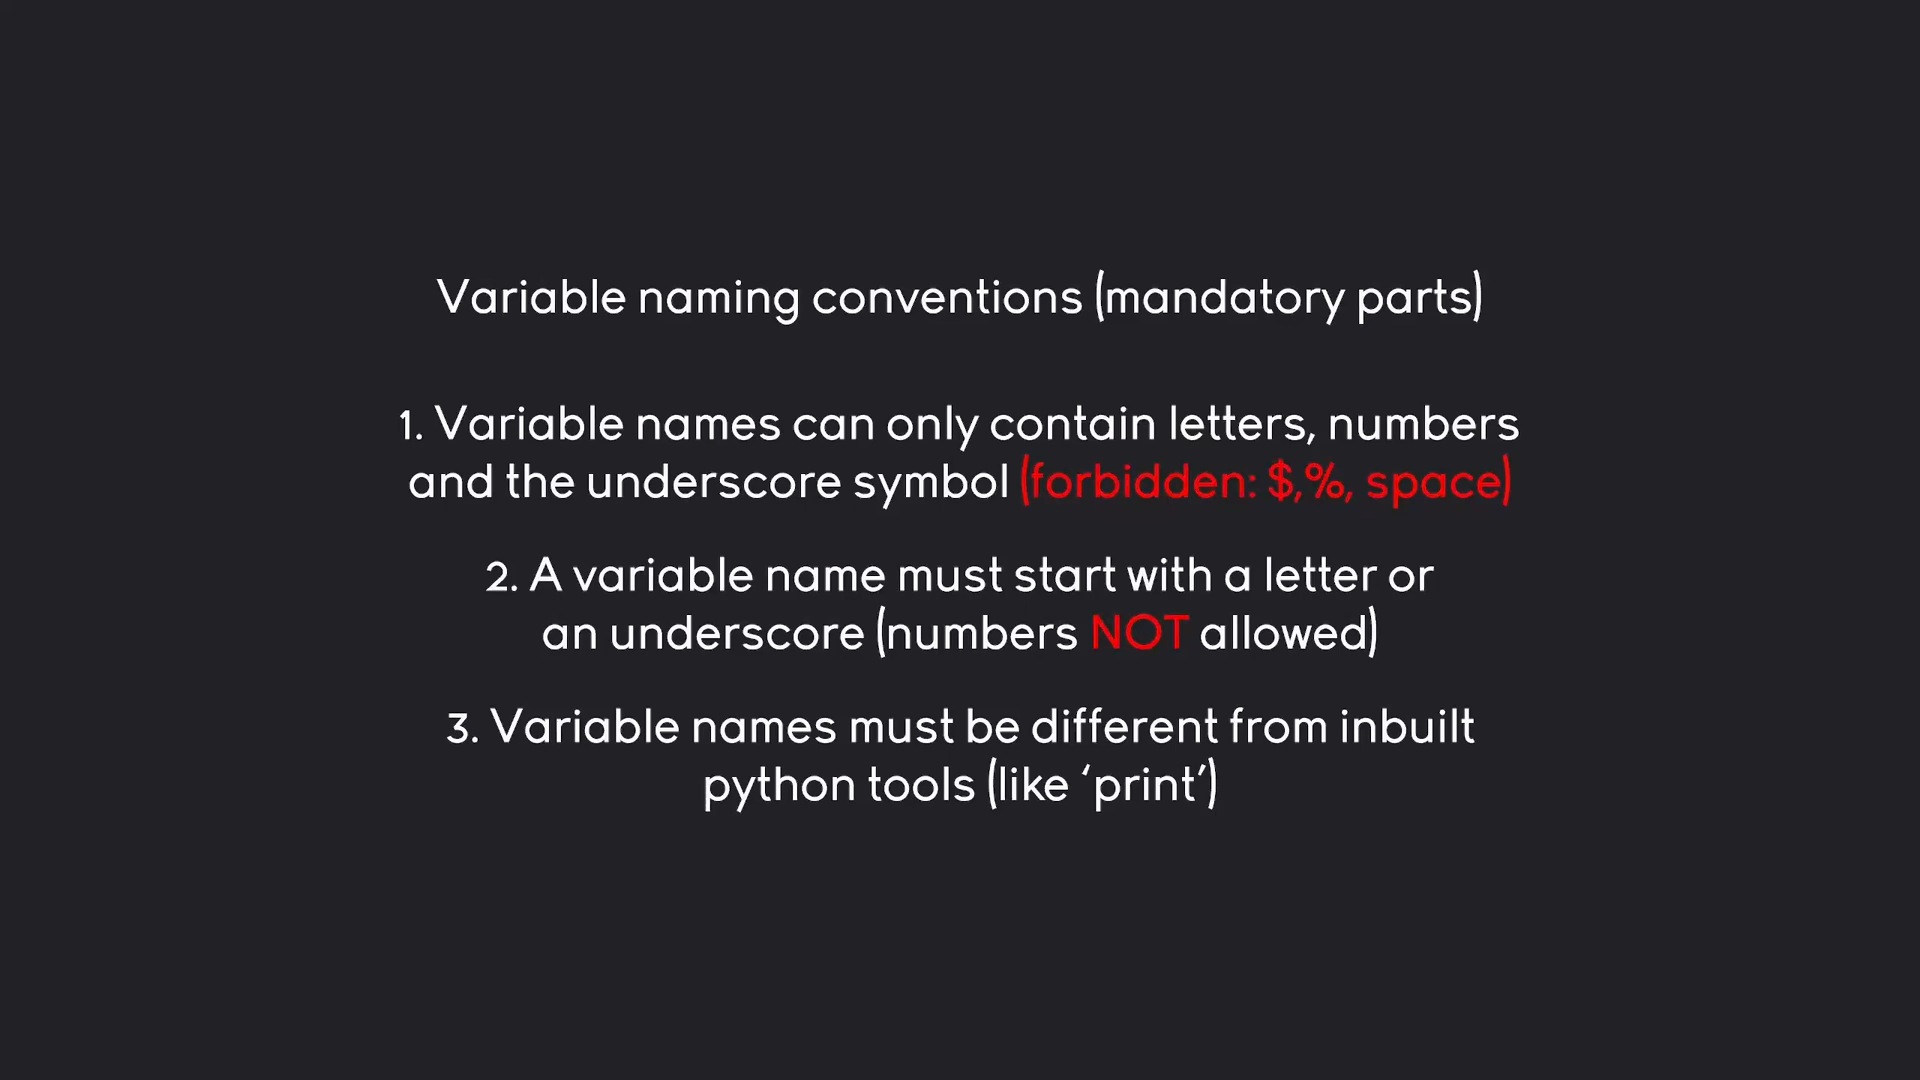 Variable naming conventions (mandatory parts)
1. Variable names can only contain letters, numbers
and the underscore symbol (forbidden: $,%, space)
2. A variable name must start with a letter or
an underscore (numbers NOT allowed)
3. Variable names must be different from inbuilt
python tools (like ‘print’)